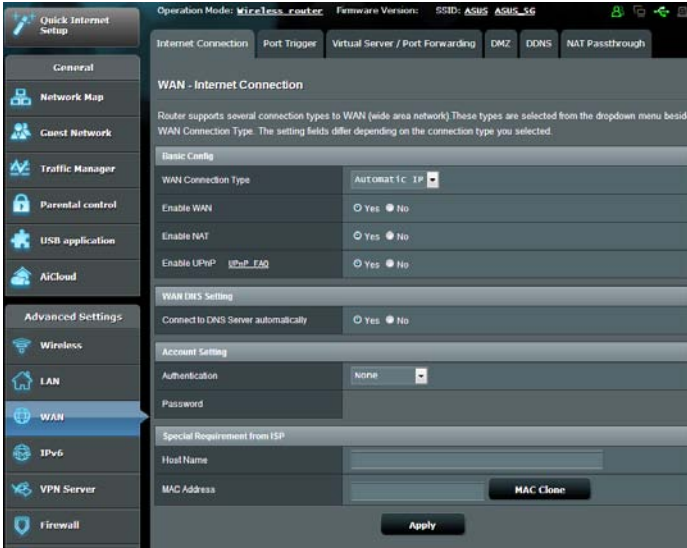 Quick Internet
Setup
General
Network Map
Guest Network
Traffic Manager
Parental control
USB application
AiCloud
Advanced Settings
Wireless
LAN
WAN
IPv6
VPN Server
Firewall
Operation Mode: Wireless router Firmware Version: SSID: ASUS ASUS_5G
Internet Connection Port Trigger Virtual Server / Port Forwarding DMZ DDNS NAT Passthrough
WAN - Internet Connection
Router supports several connection types to WAN (wide area network).These types are selected from the dropdown menu besid
WAN Connection Type. The setting fields differ depending on the connection type you selected.
Basic Config
WAN Connection Type Automatic IP
Enable WAN Yes No
Enable NAT Yes No
Enable UPnP UPnP FAQ Yes No
WAN DNS Setting
Connect to DNS Server automatically Yes No
Account Setting
Authentication None
Password
Special Requirement from ISP
Host Name
MAC Address MAC Clone
Apply